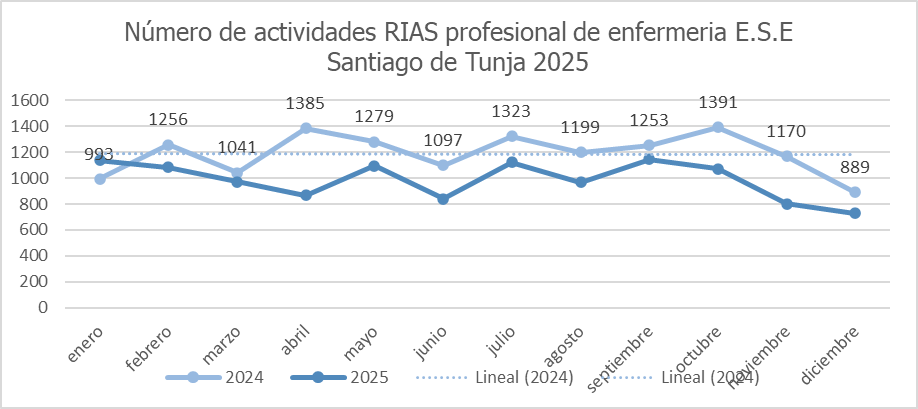 Número de actividades RIAS profesional de enfermeria E.S.E
Santiago de Tunja 2025
1600
1400
1200
1000
800
600
400
200
0
993
1256
1041
1385
1279
1097
1323
1199
1253
1391
1170
889
enero
febrero
marzo
abril
mayo
junio
julio
agosto
septiembre
octubre
noviembre
diciembre
2024
2025
Lineal (2024)
Lineal (2024)